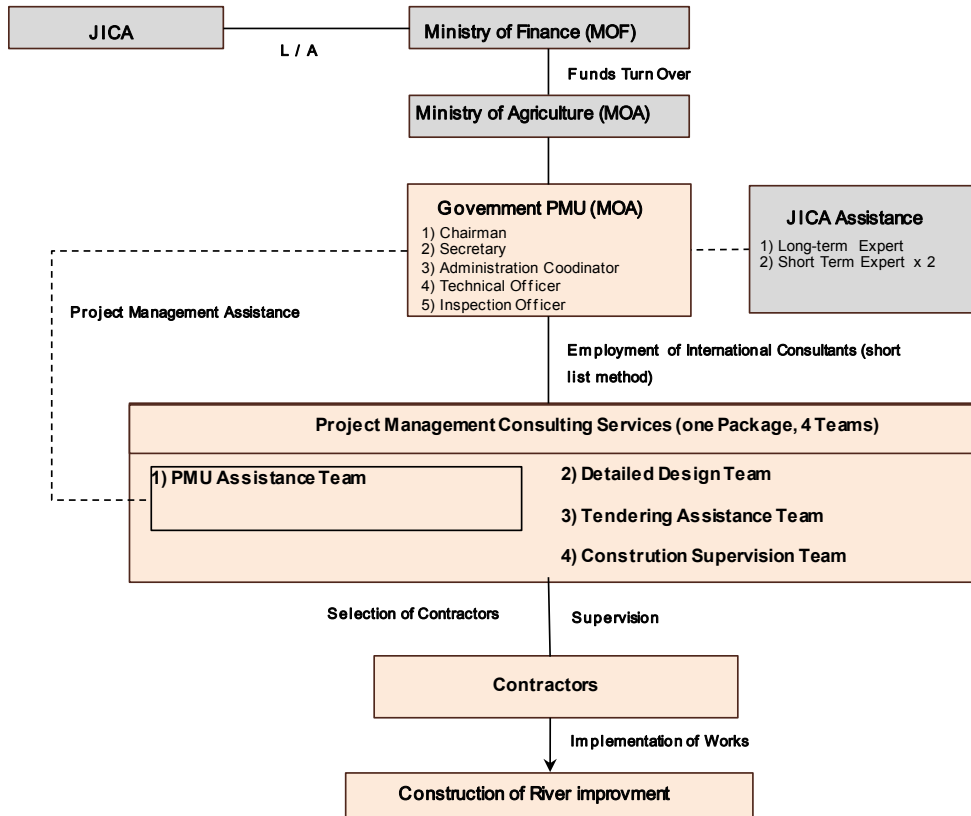 JICA
Ministry of Finance (MOF)
L / A
Funds Turn Over
Ministry of Agriculture (MOA)
Government PMU (MOA)
1) Chairman
2) Secretary
3) Administration Coodinator
4) Technical Officer
5) Inspection Officer
JICA Assistance
1) Long-term Expert
2) Short Term Expert x 2
Project Management Assistance
Employment of International Consultants (short
list method)
Project Management Consulting Services (one Package, 4 Teams)
1) PMU Assistance Team
2) Detailed Design Team
3) Tendering Assistance Team
4) Constrution Supervision Team
Selection of Contractors
Supervision
Contractors
Implementation of Works
Construction of River improvment